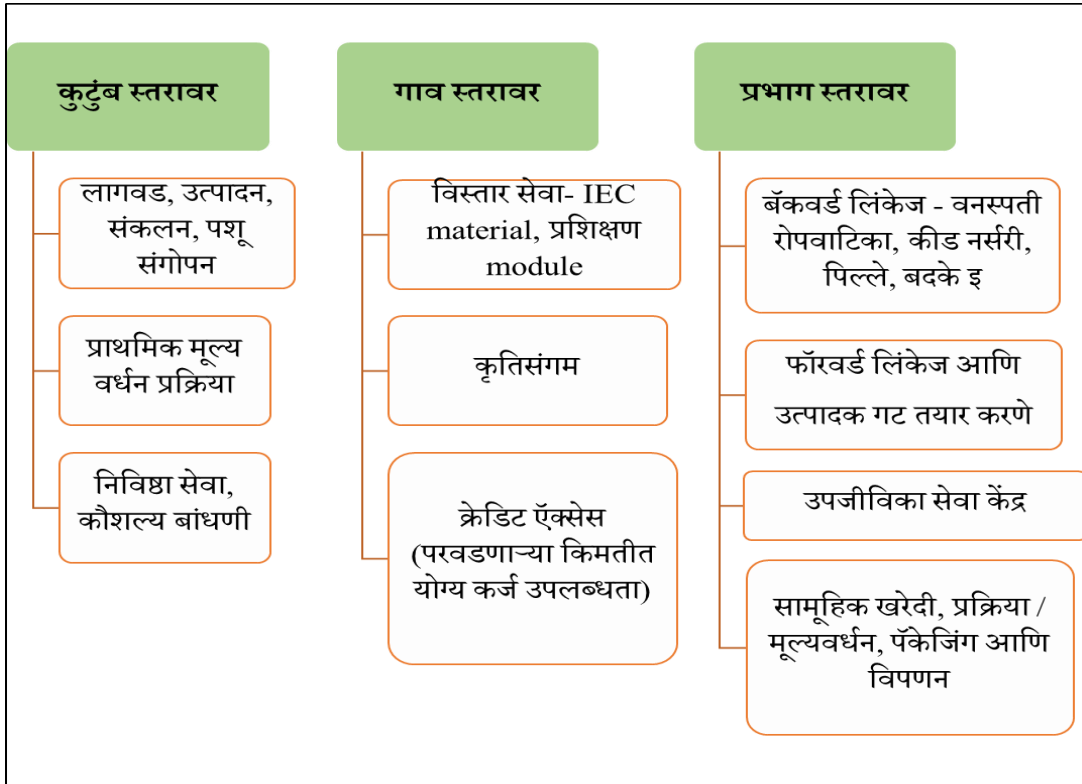 कुटुंब स्तरावर
लागवड, उत्पादन,
संकलन, पशू
संगोपन
प्राथमिक मूल्य
वर्धन प्रक्रिया
निविष्ठा सेवा,
कौशल्य बांधणी
गाव स्तरावर
विस्तार सेवा- IEC
material, प्रशिक्षण
module
कृतिसंगम
क्रेडिट ऍक्सेस
(परवडणाऱ्या किमतीत
योग्य कर्ज उपलब्धता)
प्रभाग स्तरावर
बॅकवर्ड लिंकेज - वनस्पती
रोपवाटिका, कीड नर्सरी,
पिल्ले, बदके इ
फॉरवर्ड लिंकेज आणि
उत्पादक गट तयार करणे
उपजीविका सेवा केंद्र
सामूहिक खरेदी, प्रक्रिया /
मूल्यवर्धन, पॅकेजिंग आणि
विपणन